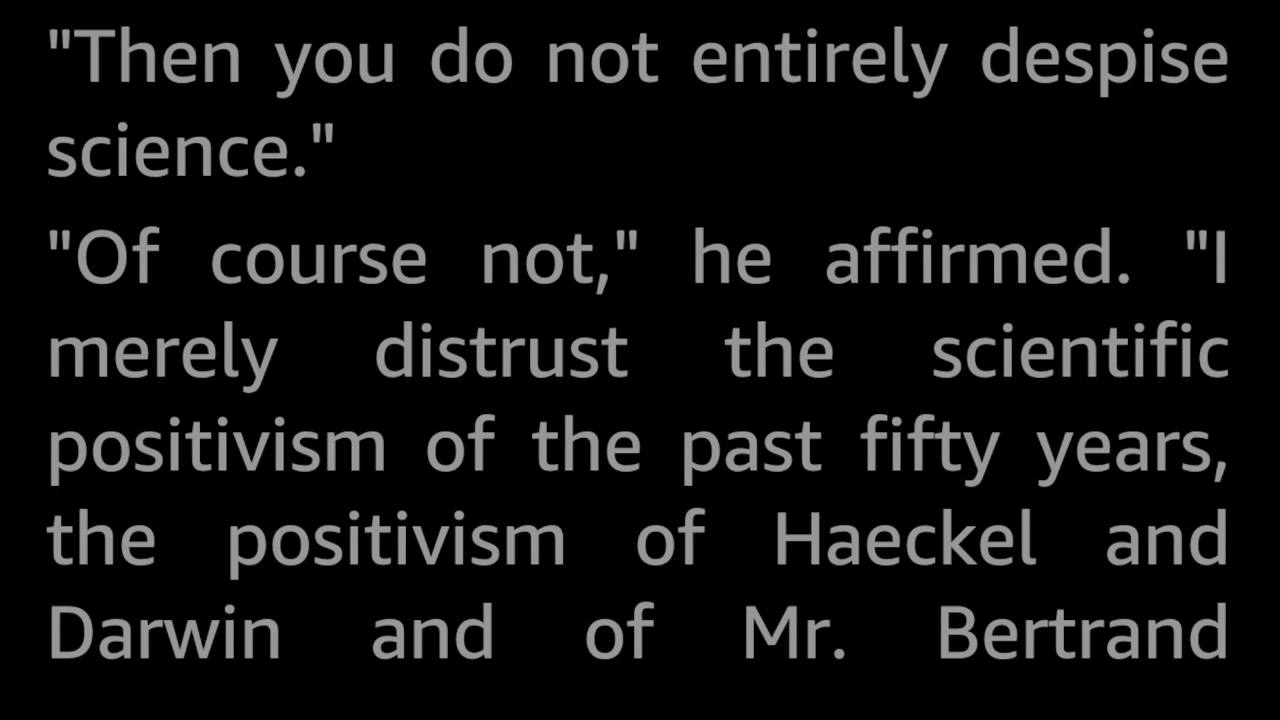 "Then you do not entirely despise
science."
"Of course not," he affirmed. "I
merely distrust the scientific
positivism of the past fifty years,
the positivism of Haeckel and
Darwin and of Mr. Bertrand